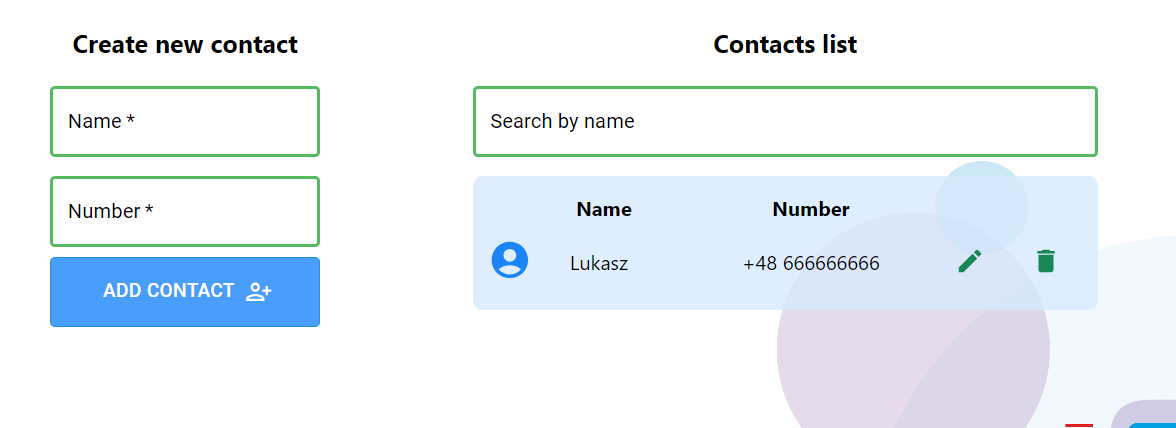 Create new contact
Name *
Number *
ADD CONTACT
Contacts list
Search by name
Name Number
Lukasz +48 666666666